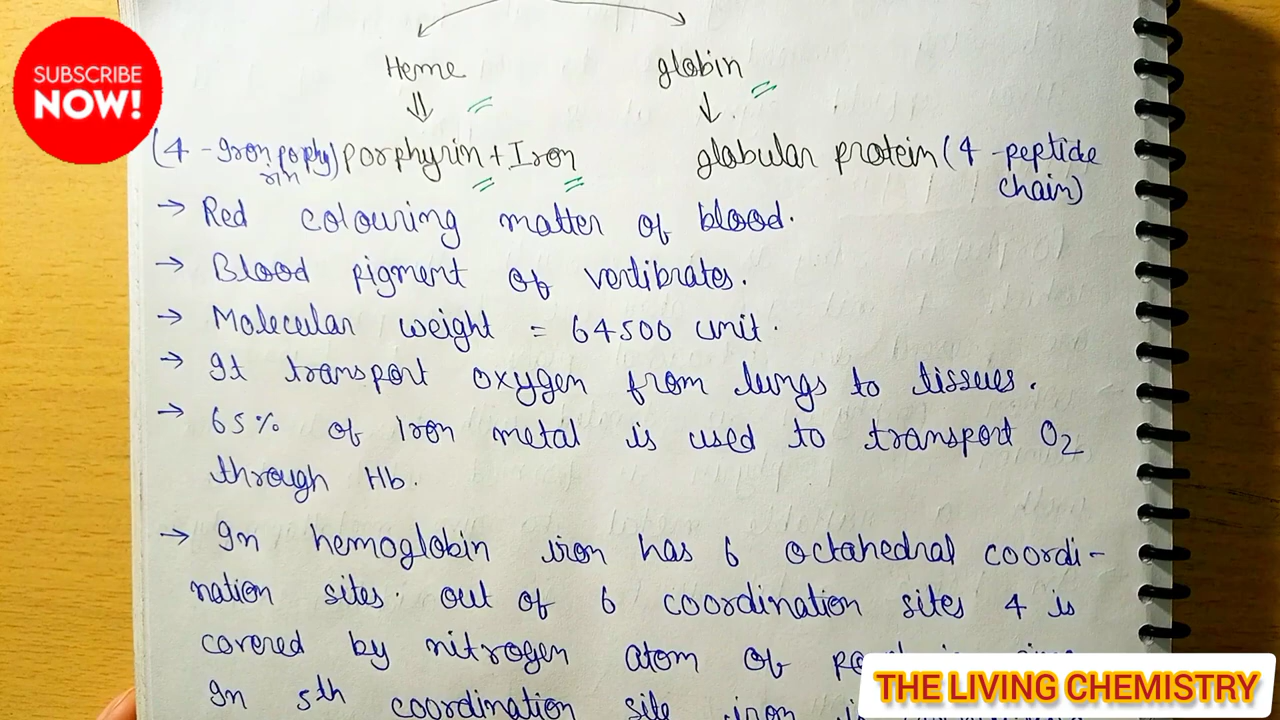 SUBSCRIBE
NOW!
Heme globin
(4 - Iron porphyrin) porphyrin + Iron globular protein (4 - peptide
chain)
→ Red colouring matter of blood.
→ Blood pigment of vertibrates.
→ Molecular weight = 64500 unit.
→ It transport oxygen from lungs to tissues.
→ 65% of Iron metal is used to transport O2
through Hb.
→ In hemoglobin iron has 6 octahedral coordi-
nation sites. out of 6 coordination sites 4 is
covered by nitrogen atom of
In 5th coordination site iron
THE LIVING CHEMISTRY